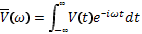 V̅(ω) = ∫_{-∞}^{∞} V(t)e^{-iωt}dt